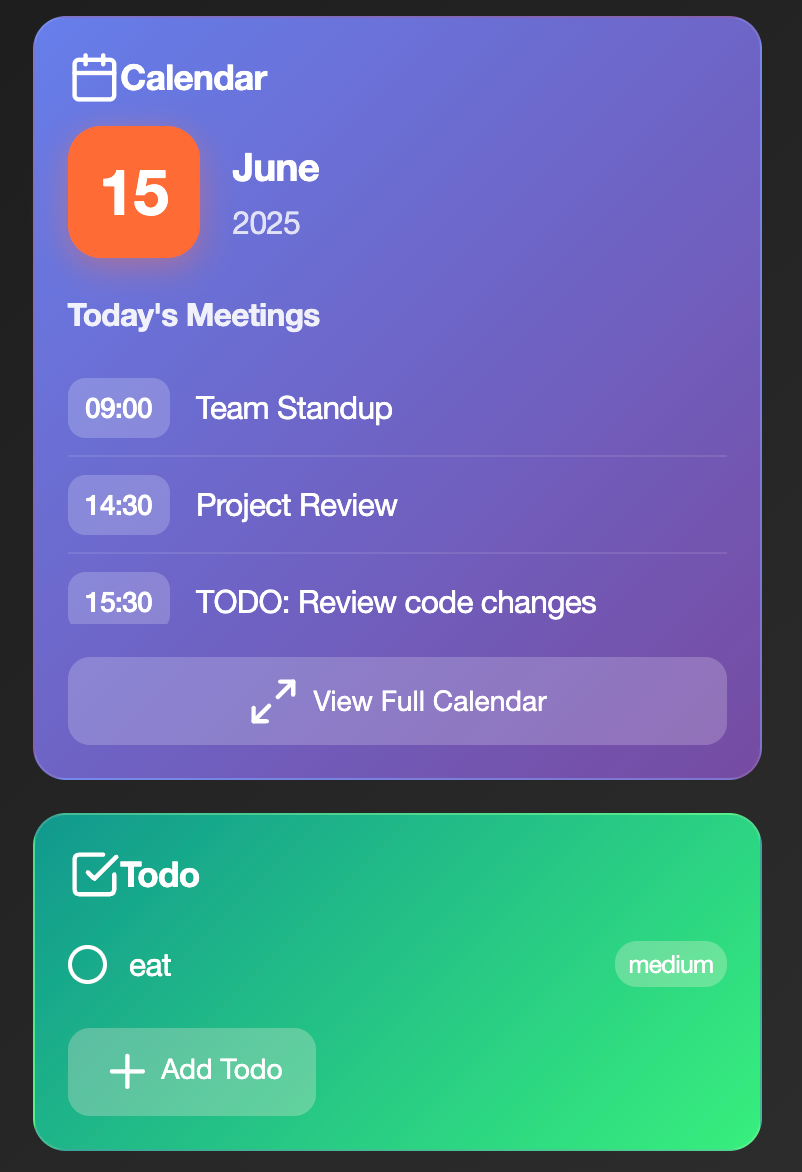 Calendar
15
June
2025
Today's Meetings
09:00 Team Standup
14:30 Project Review
15:30 TODO: Review code changes
View Full Calendar
Todo
eat medium
Add Todo